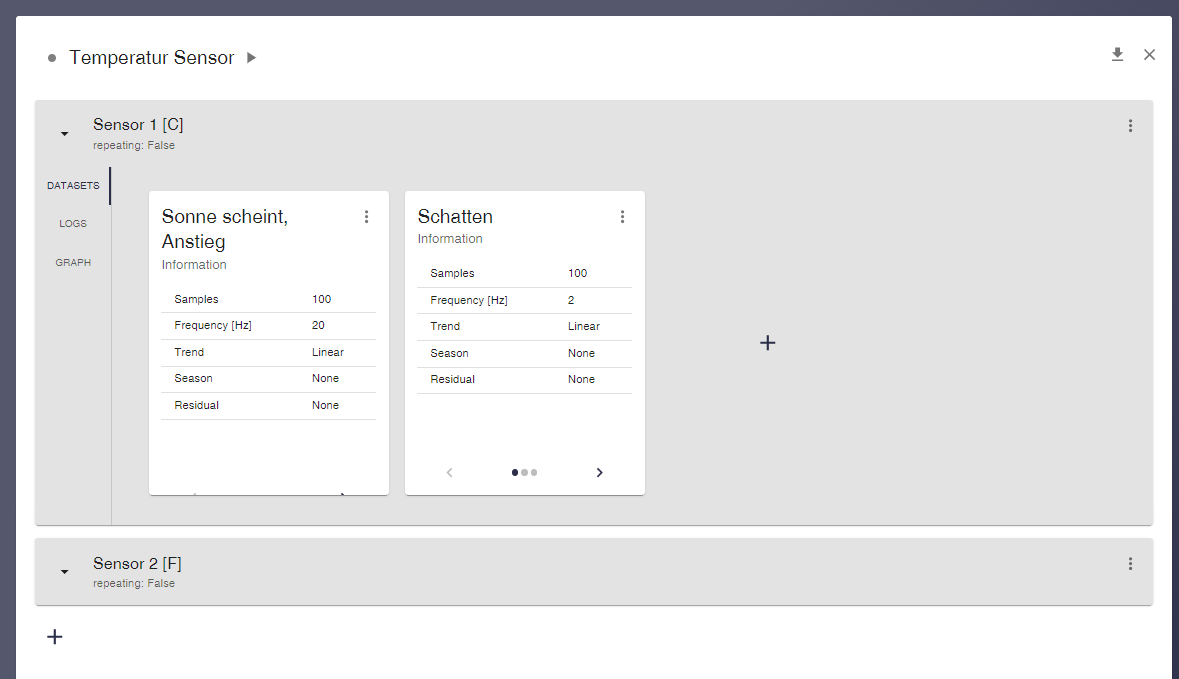 Temperatur Sensor
Sensor 1 [C]
repeating: False
DATASETS
LOGS
GRAPH
Sonne scheint,
Anstieg
Information
Samples 100
Frequency [Hz] 20
Trend Linear
Season None
Residual None
Schatten
Information
Samples 100
Frequency [Hz] 2
Trend Linear
Season None
Residual None
Sensor 2 [F]
repeating: False